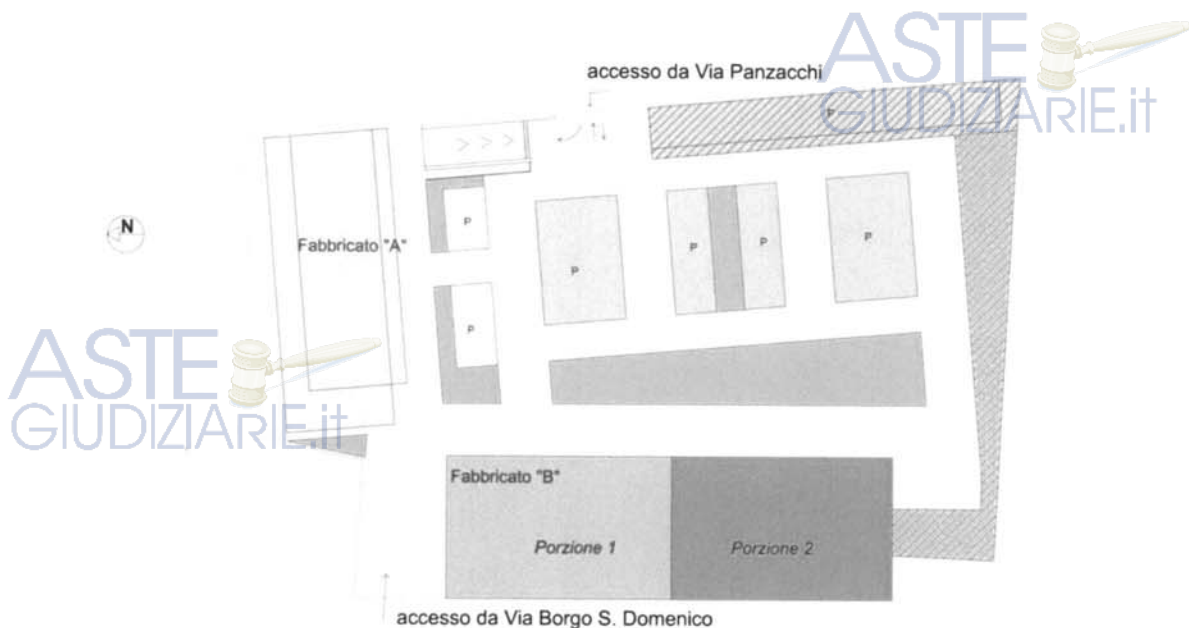 ASTE
GIUDIZIARIE.it
accesso da Via Panzacchi
P
N
Fabbricato "A"
P
P
P
P
P
P
ASTE
GIUDIZIARIE.it
Fabbricato "B"
Porzione 1
Porzione 2
accesso da Via Borgo S. Domenico